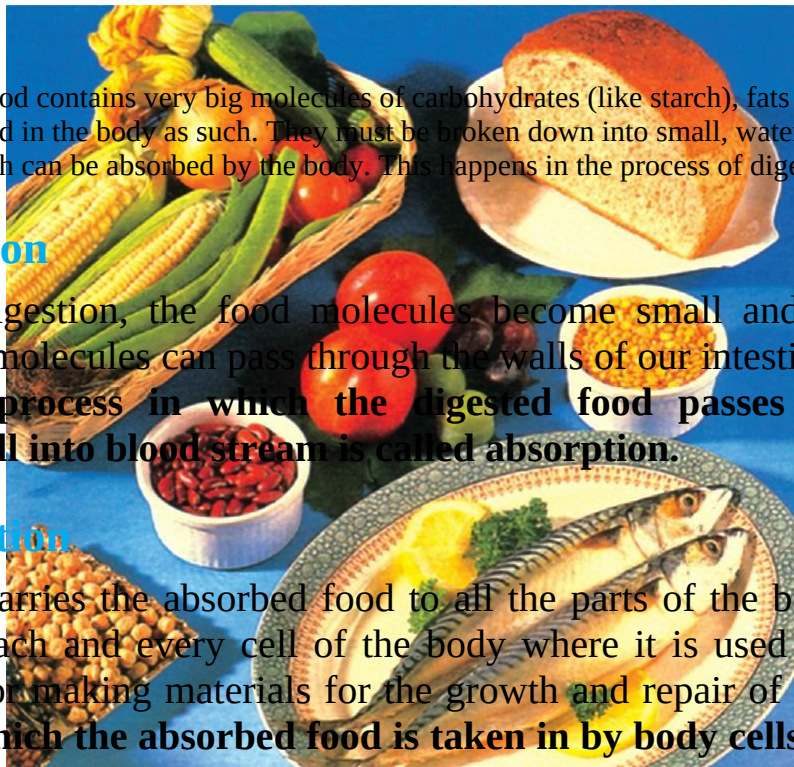 od contains very big molecules of carbohydrates (like starch), fats
d in the body as such. They must be broken down into small, water
h can be absorbed by the body. This happens in the process of dige
on
gestion, the food molecules become small and
molecules can pass through the walls of our intesti
process in which the digested food passes
ll into blood stream is called absorption.
tion
arries the absorbed food to all the parts of the b
ach and every cell of the body where it is used
or making materials for the growth and repair of
hich the absorbed food is taken in by body cells